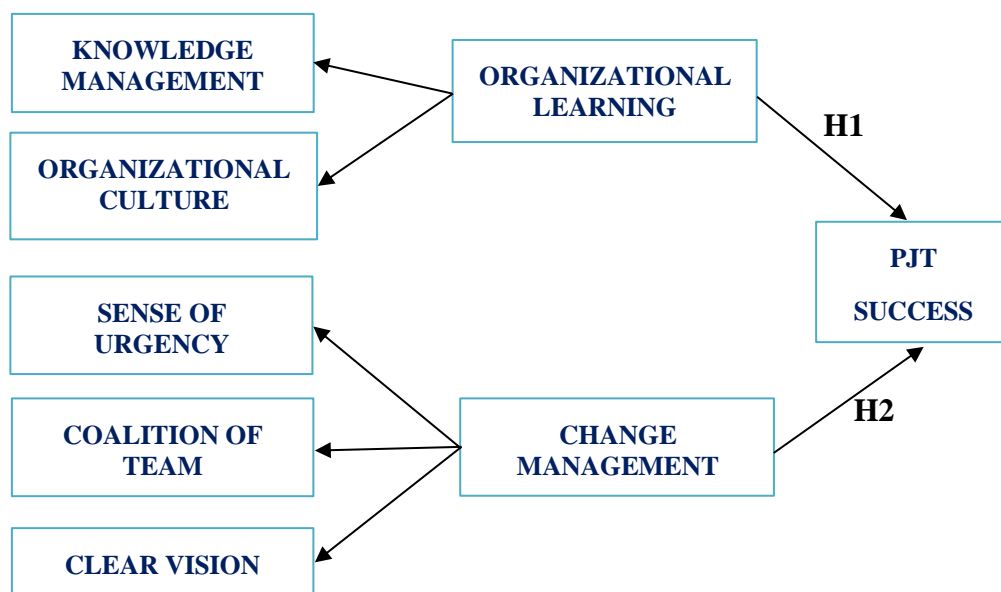 KNOWLEDGE
MANAGEMENT
ORGANIZATIONAL
LEARNING
H1
ORGANIZATIONAL
CULTURE
PJT
SUCCESS
SENSE OF
URGENCY
H2
COALITION OF
TEAM
CHANGE
MANAGEMENT
CLEAR VISION